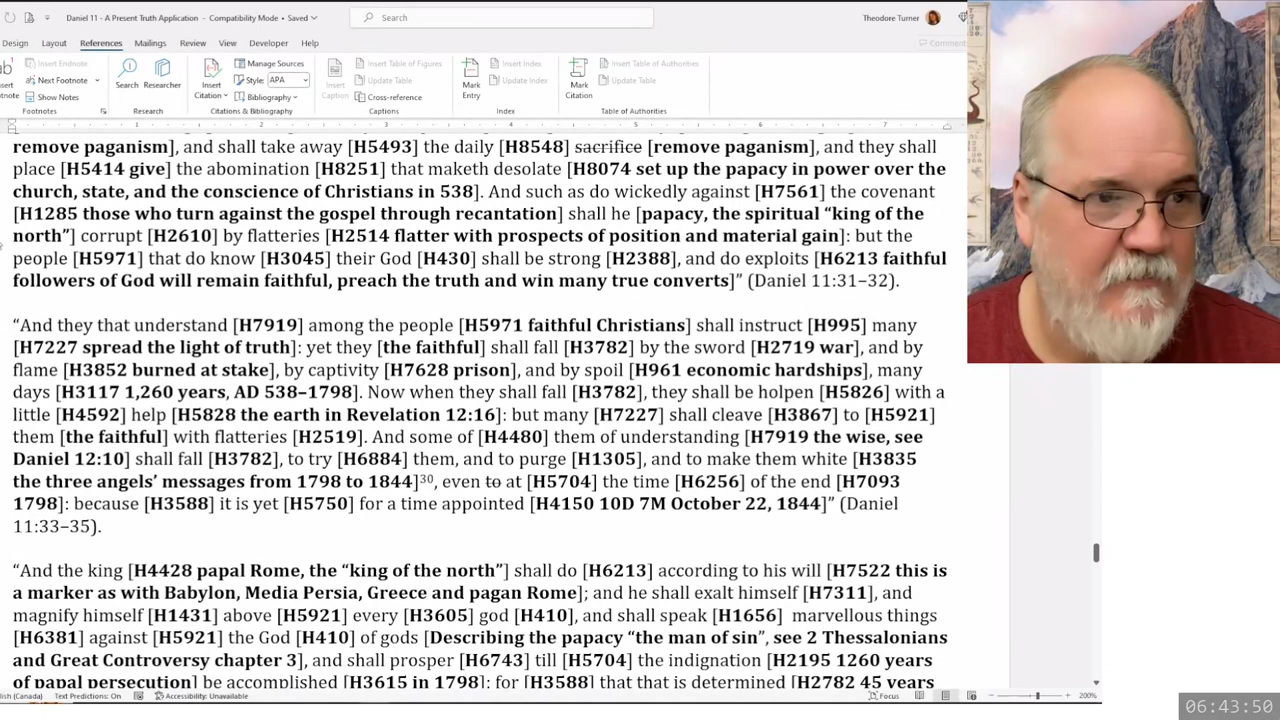 Daniel 11 - A Present Truth Application - Compatibility Mode • Saved
Search
Theodore Turner
Design Layout References Mailings Review View Developer Help
Comment
Insert Endnote
Next Footnote
Show Notes
Footnotes
Search
Researcher
Research
Insert Citation
Manage Sources
Style: APA
Bibliography
Citations & Bibliography
Insert Caption
Insert Table of Figures
Update Table
Cross-reference
Captions
Mark Entry
Insert Index
Update Index
Index
Mark Citation
Insert Table of Authorities
Update Table
Table of Authorities
1 2 3 4 5 6 7
remove paganism], and shall take away [H5493] the daily [H8548] sacrifice [remove paganism], and they shall
place [H5414 give] the abomination [H8251] that maketh desolate [H8074 set up the papacy in power over the
church, state, and the conscience of Christians in 538]. And such as do wickedly against [H7561] the covenant
[H1285 those who turn against the gospel through recantation] shall he [papacy, the spiritual “king of the
north”] corrupt [H2610] by flatteries [H2514 flatter with prospects of position and material gain]: but the
people [H5971] that do know [H3045] their God [H430] shall be strong [H2388], and do exploits [H6213 faithful
followers of God will remain faithful, preach the truth and win many true converts]” (Daniel 11:31–32).
“And they that understand [H7919] among the people [H5971 faithful Christians] shall instruct [H995] many
[H7227 spread the light of truth]: yet they [the faithful] shall fall [H3782] by the sword [H2719 war], and by
flame [H3852 burned at stake], by captivity [H7628 prison], and by spoil [H961 economic hardships], many
days [H3117 1,260 years, AD 538–1798]. Now when they shall fall [H3782], they shall be holpen [H5826] with a
little [H4592] help [H5828 the earth in Revelation 12:16]: but many [H7227] shall cleave [H3867] to [H5921]
them [the faithful] with flatteries [H2519]. And some of [H4480] them of understanding [H7919 the wise, see
Daniel 12:10] shall fall [H3782], to try [H6884] them, and to purge [H1305], and to make them white [H3835
the three angels’ messages from 1798 to 1844]30, even to at [H5704] the time [H6256] of the end [H7093
1798]: because [H3588] it is yet [H5750] for a time appointed [H4150 10D 7M October 22, 1844]” (Daniel
11:33–35).
“And the king [H4428 papal Rome, the “king of the north”] shall do [H6213] according to his will [H7522 this is
a marker as with Babylon, Media Persia, Greece and pagan Rome]; and he shall exalt himself [H7311], and
magnify himself [H1431] above [H5921] every [H3605] god [H410], and shall speak [H1656] marvellous things
[H6381] against [H5921] the God [H410] of gods [Describing the papacy “the man of sin”, see 2 Thessalonians
and Great Controversy chapter 3], and shall prosper [H6743] till [H5704] the indignation [H2195 1260 years
of papal persecution] be accomplished [H3615 in 1798]: for [H3588] that that is determined [H2782 45 years
lish (Canada) Text Predictions: On Accessibility: Unavailable Focus 200%
06:43:50